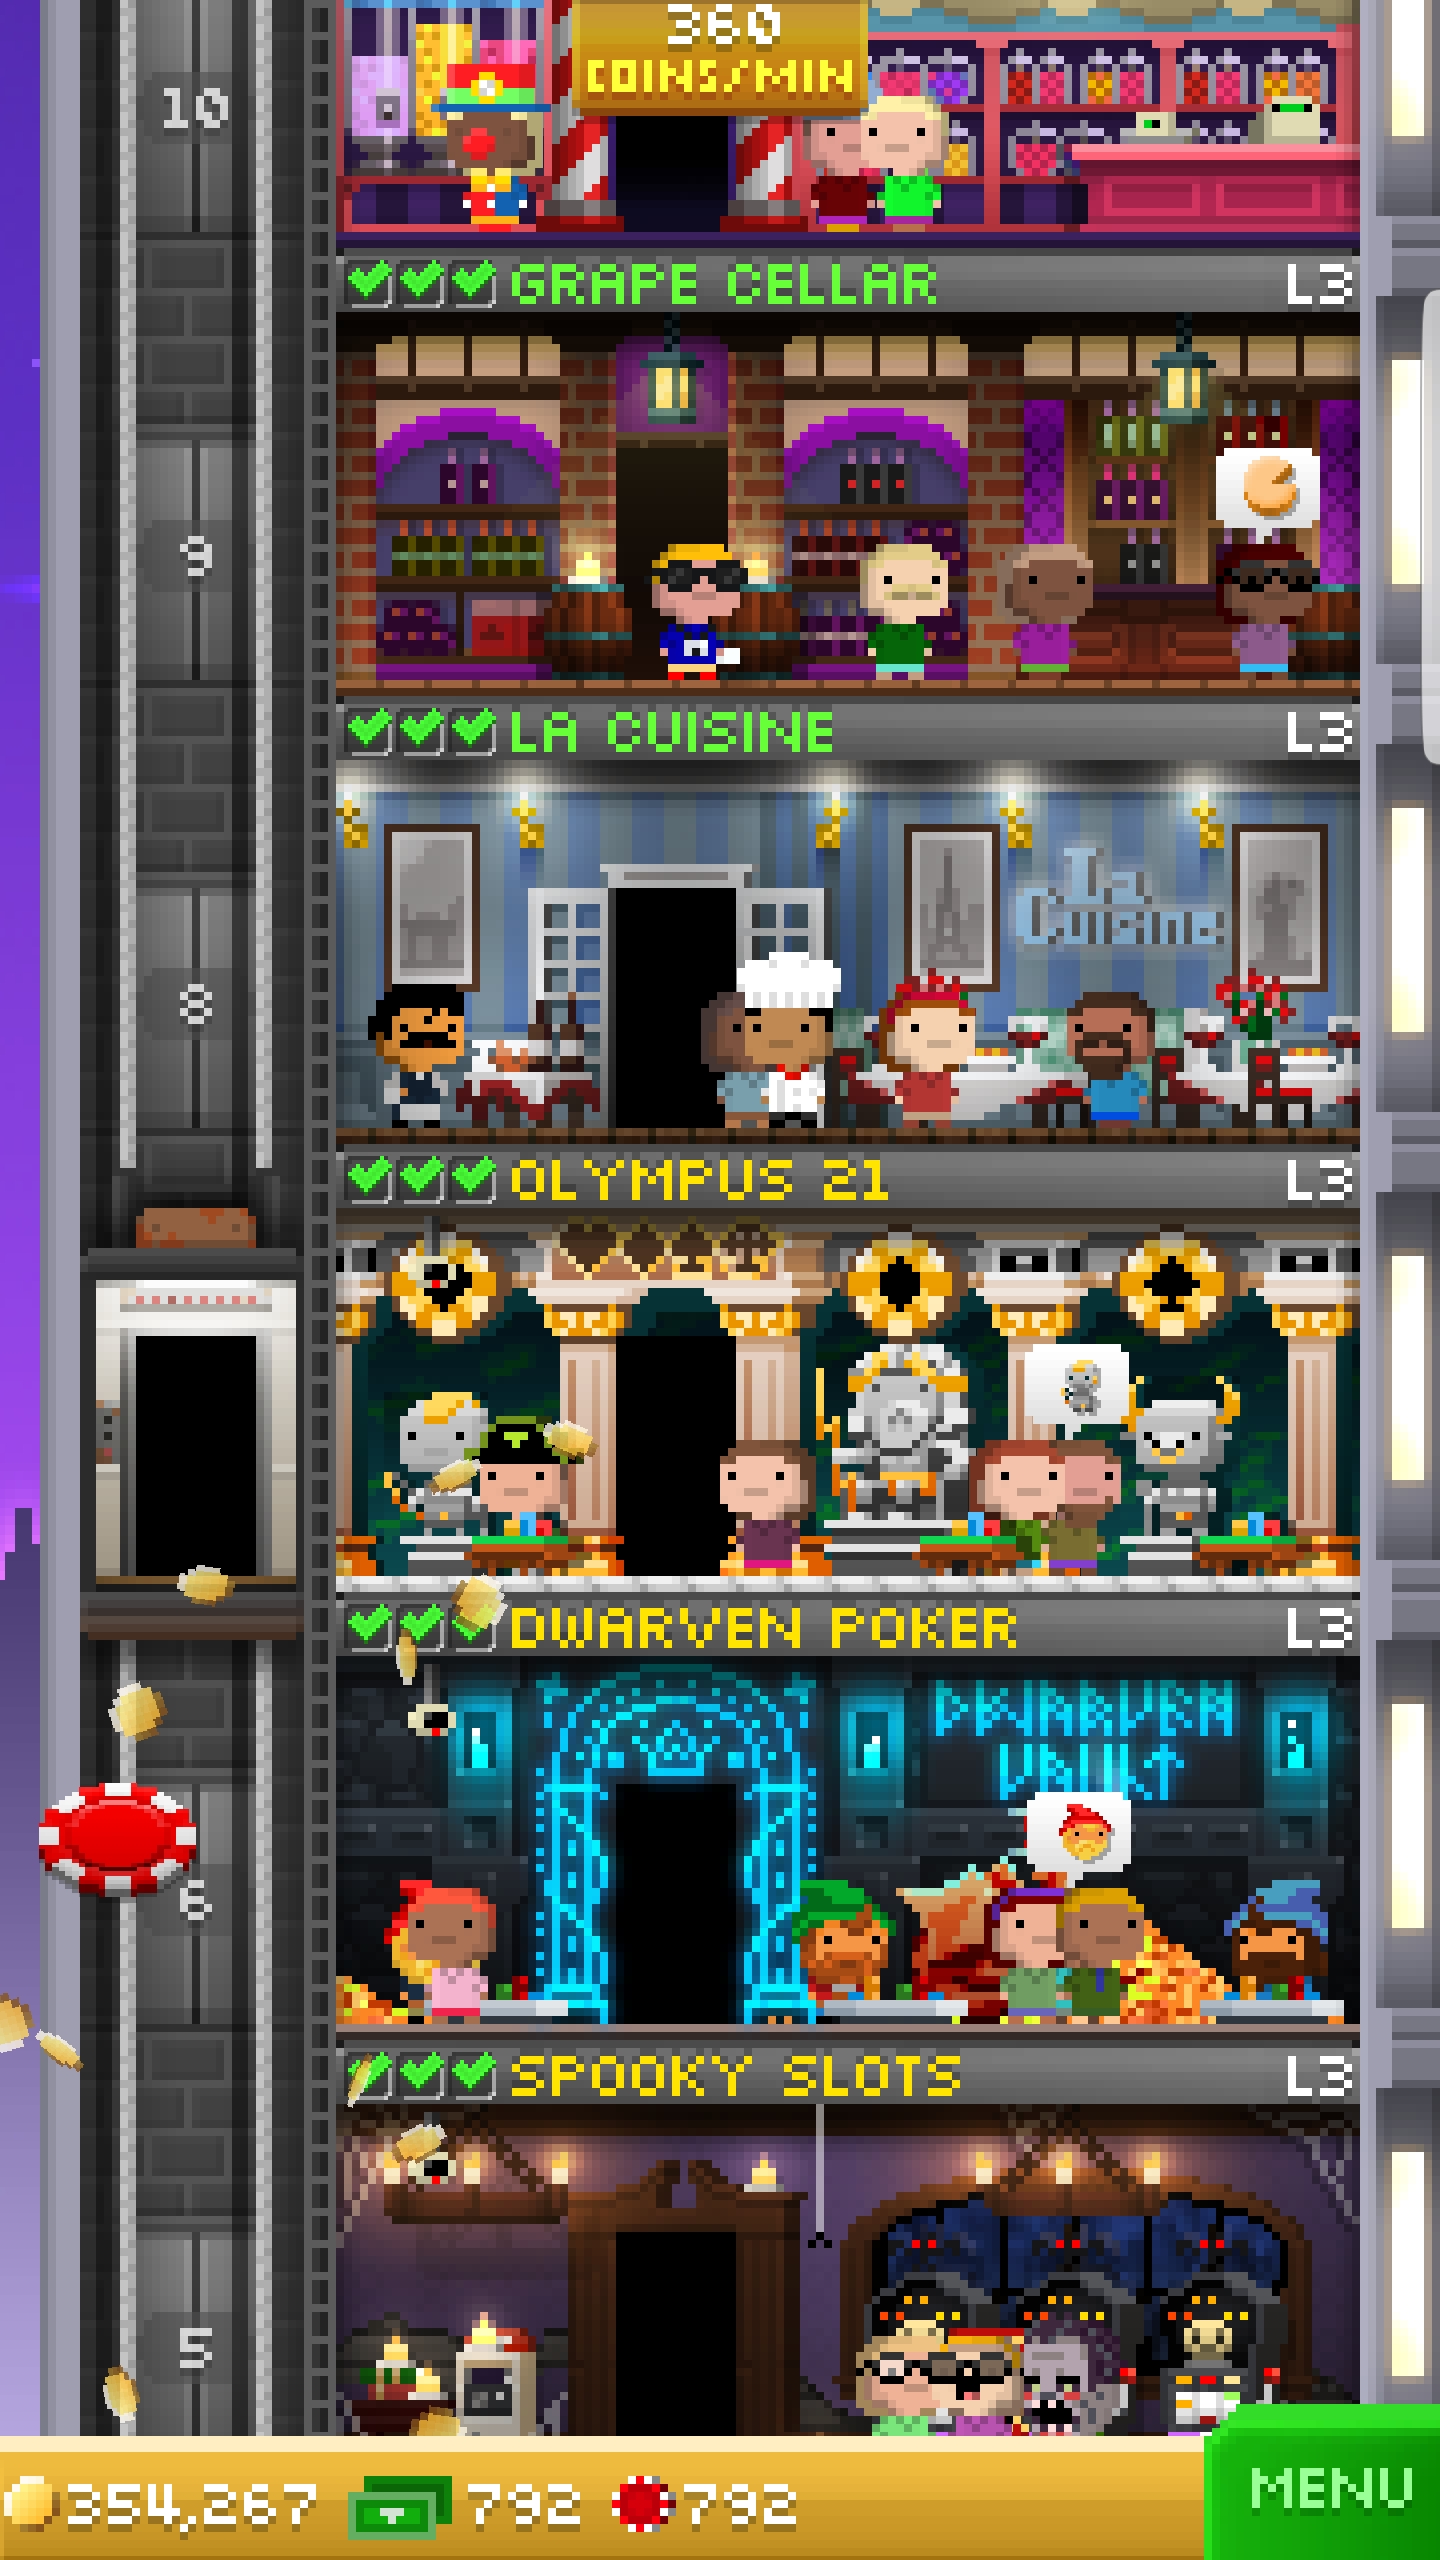 360
COINS/MIN
10
GRAPE CELLAR L3
9
LA CUISINE L3
La
Cuisine
8
OLYMPUS 21 L3
DWARVEN POKER L3
DWARVEN
VAULT
6
SPOOKY SLOTS L3
5
354,267 792 792
MENU